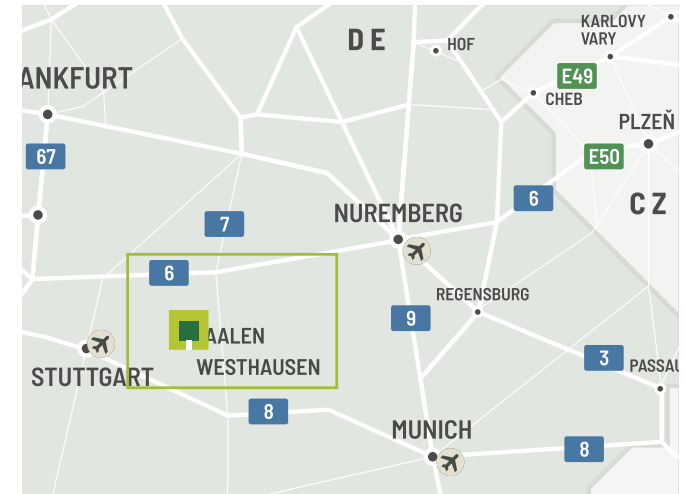 KARLOVY
VARY
DE
HOF
ANKFURT
E49
CHEB
PLZEŇ
67
E50
6
CZ
NUREMBERG
7
6
REGENSBURG
9
AALEN
3
PASSAU
WESTHAUSEN
STUTTGART
8
MUNICH
8